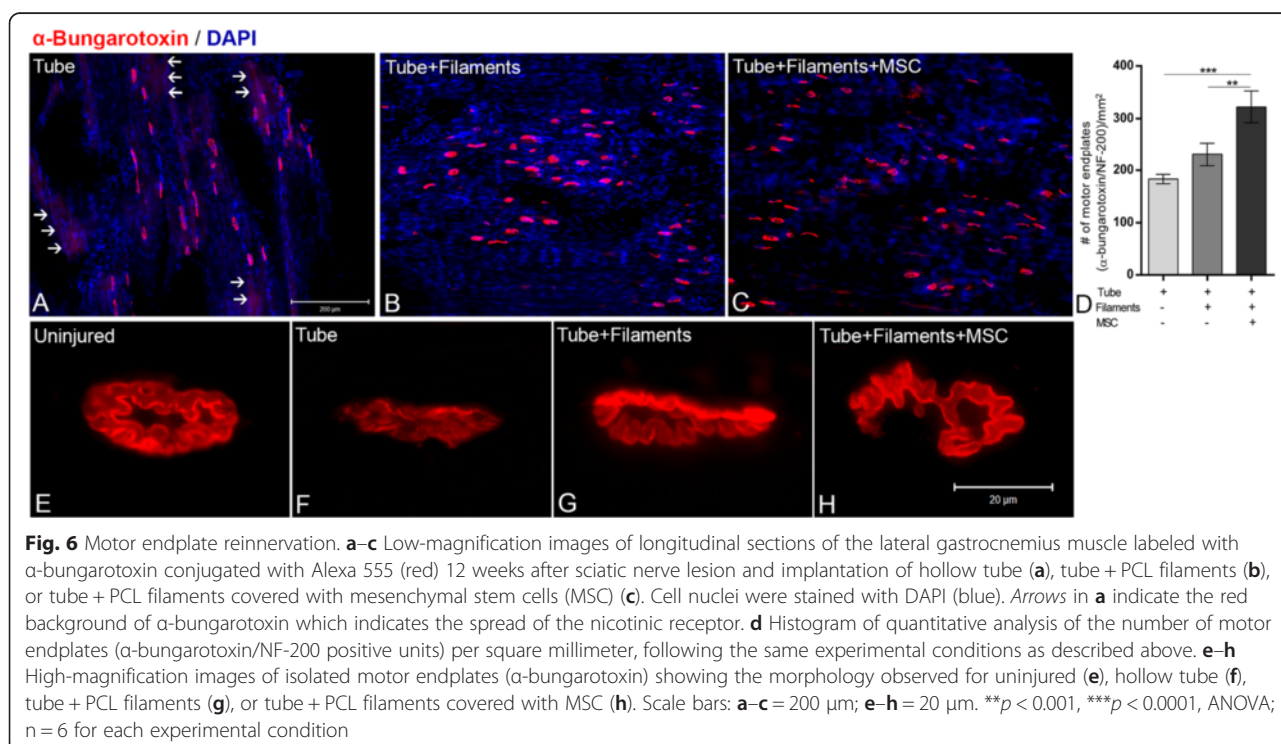 α-Bungarotoxin / DAPI
Tube
Tube+Filaments
Tube+Filaments+MSC
200 µm
A
B
C
# of motor endplates
(α-bungarotoxin/NF-200)/mm²
400
300
200
100
0
***
**
Tube + + +
Filaments - + +
MSC - - +
D
Uninjured
Tube
Tube+Filaments
Tube+Filaments+MSC
20 µm
E
F
G
H
Fig. 6 Motor endplate reinnervation. a–c Low-magnification images of longitudinal sections of the lateral gastrocnemius muscle labeled with
α-bungarotoxin conjugated with Alexa 555 (red) 12 weeks after sciatic nerve lesion and implantation of hollow tube (a), tube + PCL filaments (b),
or tube + PCL filaments covered with mesenchymal stem cells (MSC) (c). Cell nuclei were stained with DAPI (blue). Arrows in a indicate the red
background of α-bungarotoxin which indicates the spread of the nicotinic receptor. d Histogram of quantitative analysis of the number of motor
endplates (α-bungarotoxin/NF-200 positive units) per square millimeter, following the same experimental conditions as described above. e–h
High-magnification images of isolated motor endplates (α-bungarotoxin) showing the morphology observed for uninjured (e), hollow tube (f),
tube + PCL filaments (g), or tube + PCL filaments covered with MSC (h). Scale bars: a–c = 200 μm; e–h = 20 μm. **p < 0.001, ***p < 0.0001, ANOVA;
n = 6 for each experimental condition